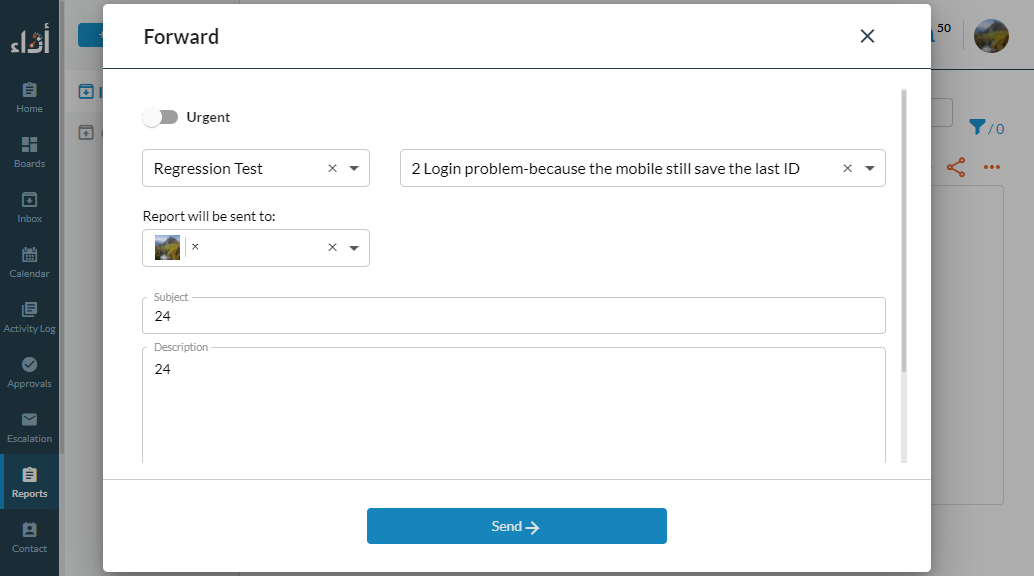 أداء
Home
Boards
Inbox
Calendar
Activity Log
Approvals
Escalation
Reports
Contact
Forward
50
/ 0
Urgent
Regression Test
2 Login problem-because the mobile still save the last ID
Report will be sent to:
Subject
24
Description
24
Send